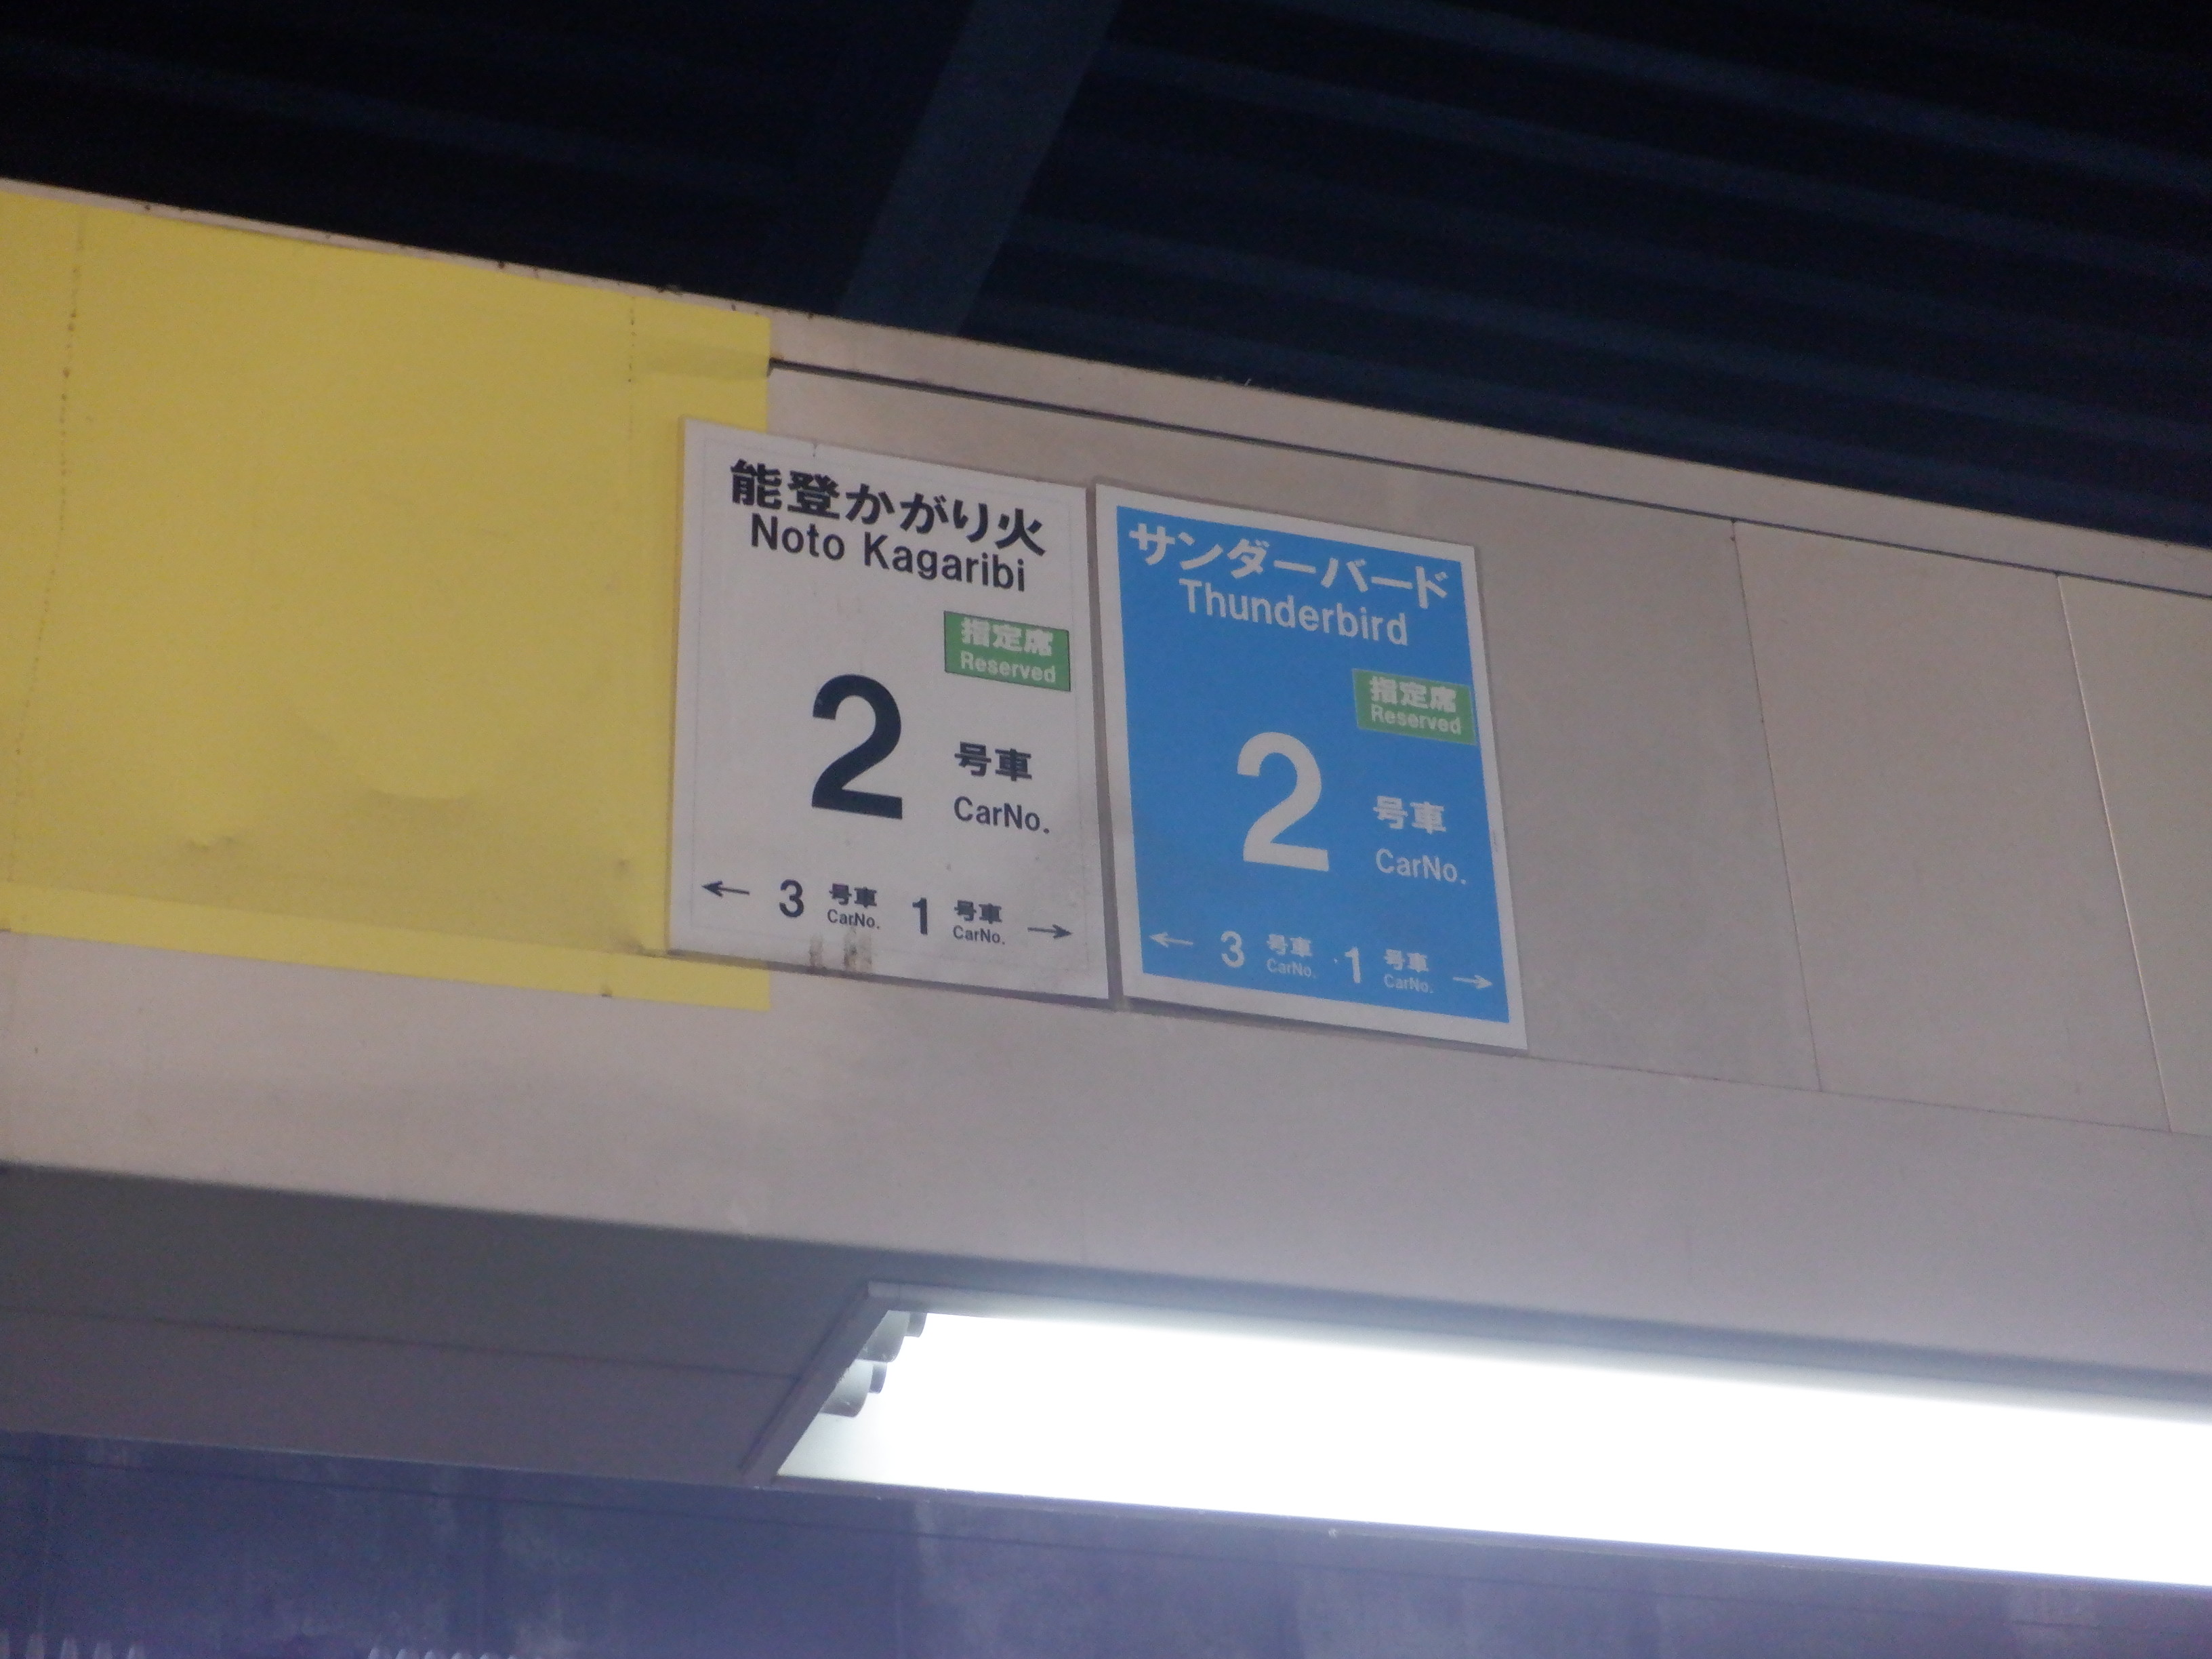 能登かがり火
Noto Kagaribi
指定席
Reserved
2 号車
CarNo.
← 3 号車 CarNo. 1 号車 CarNo. →
サンダーバード
Thunderbird
指定席
Reserved
2 号車
CarNo.
← 3 号車 CarNo. 1 号車 CarNo. →